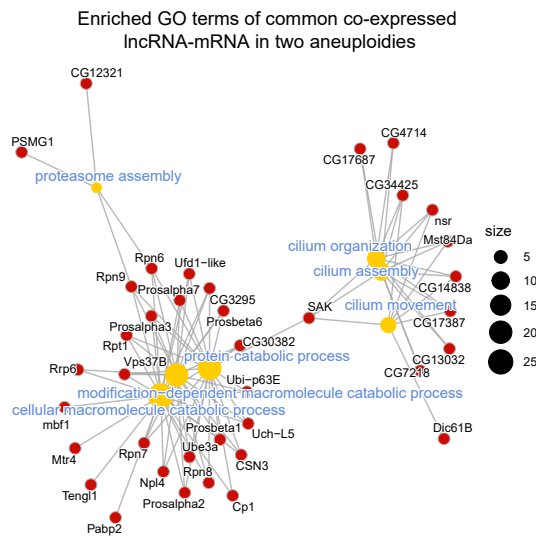 Enriched GO terms of common co-expressed
lncRNA-mRNA in two aneuploidies
CG12321
PSMG1
proteasome assembly
CG4714
CG17687
CG34425
nsr
Mst84Da
cilium organization
cilium assembly
CG14838
cilium movement
CG17387
SAK
CG13032
CG7218
Dic61B
size
5
10
15
20
25
Rpn6
Ufd1-like
Rpn9
Prosalpha7
CG3295
Prosbeta6
Prosalpha3
Rpt1
CG30382
Vps37B
protein catabolic process
Rrp6
Ubi-p63E
modification-dependent macromolecule catabolic process
cellular macromolecule catabolic process
mbf1
Prosbeta1
Uch-L5
Ube3a
Rpn7
CSN3
Mtr4
Rpn8
Npl4
Tengl1
Prosalpha2
Cp1
Pabp2